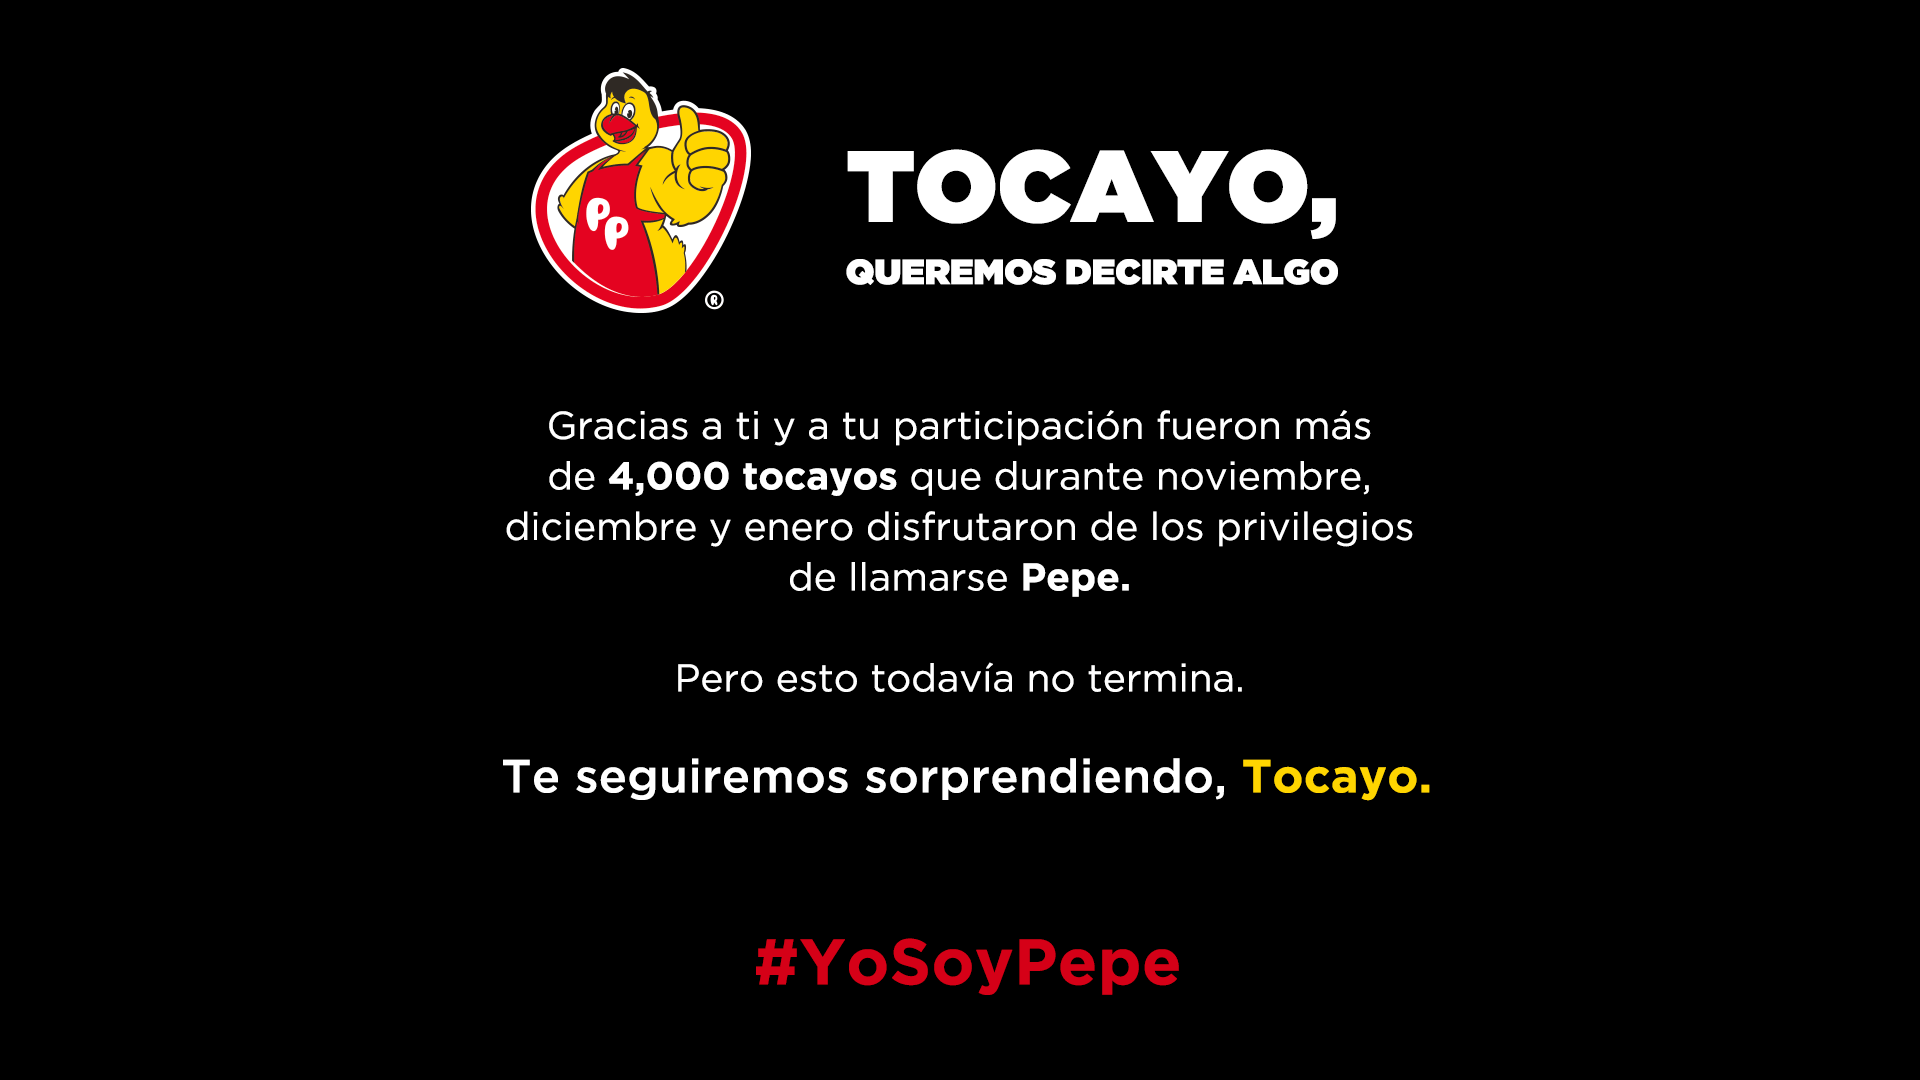 PP
®
TOCAYO,
QUEREMOS DECIRTE ALGO
Gracias a ti y a tu participación fueron más
de 4,000 tocayos que durante noviembre,
diciembre y enero disfrutaron de los privilegios
de llamarse Pepe.
Pero esto todavía no termina.
Te seguiremos sorprendiendo, Tocayo.
#YoSoyPepe